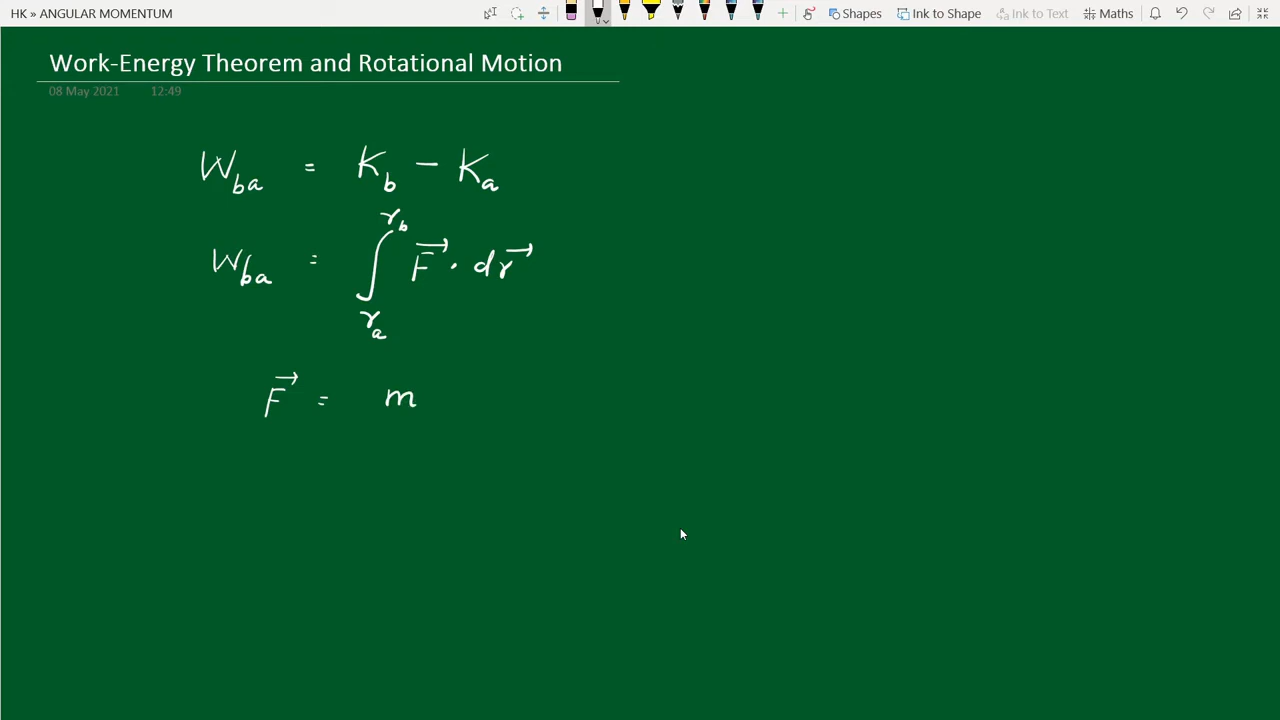 HK » ANGULAR MOMENTUM
Shapes Ink to Shape Ink to Text Maths
Work-Energy Theorem and Rotational Motion
08 May 2021 12:49
W_ba = K_b − K_a
W_ba = ∫_{r_a}^{r_b} F⃗ · dr⃗
F⃗ = m